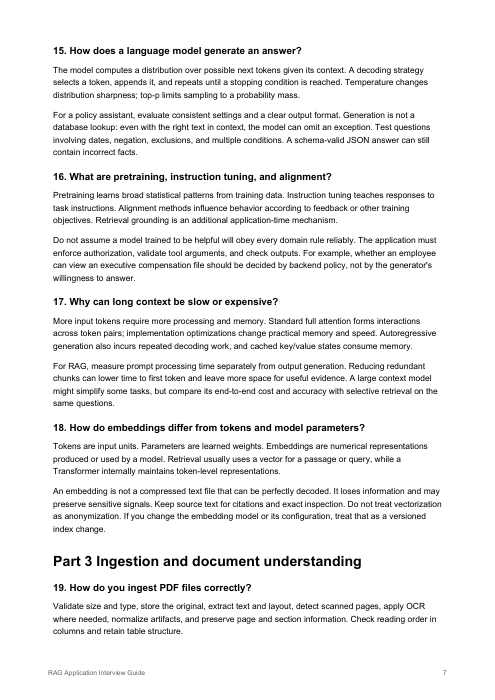 15. How does a language model generate an answer?
The model computes a distribution over possible next tokens given its context. A decoding strategy
selects a token, appends it, and repeats until a stopping condition is reached. Temperature changes
distribution sharpness; top-p limits sampling to a probability mass.
For a policy assistant, evaluate consistent settings and a clear output format. Generation is not a
database lookup: even with the right text in context, the model can omit an exception. Test questions
involving dates, negation, exclusions, and multiple conditions. A schema-valid JSON answer can still
contain incorrect facts.
16. What are pretraining, instruction tuning, and alignment?
Pretraining learns broad statistical patterns from training data. Instruction tuning teaches responses to
task instructions. Alignment methods influence behavior according to feedback or other training
objectives. Retrieval grounding is an additional application-time mechanism.
Do not assume a model trained to be helpful will obey every domain rule reliably. The application must
enforce authorization, validate tool arguments, and check outputs. For example, whether an employee
can view an executive compensation file should be decided by backend policy, not by the generator's
willingness to answer.
17. Why can long context be slow or expensive?
More input tokens require more processing and memory. Standard full attention forms interactions
across token pairs; implementation optimizations change practical memory and speed. Autoregressive
generation also incurs repeated decoding work, and cached key/value states consume memory.
For RAG, measure prompt processing time separately from output generation. Reducing redundant
chunks can lower time to first token and leave more space for useful evidence. A large context model
might simplify some tasks, but compare its end-to-end cost and accuracy with selective retrieval on the
same questions.
18. How do embeddings differ from tokens and model parameters?
Tokens are input units. Parameters are learned weights. Embeddings are numerical representations
produced or used by a model. Retrieval usually uses a vector for a passage or query, while a
Transformer internally maintains token-level representations.
An embedding is not a compressed text file that can be perfectly decoded. It loses information and may
preserve sensitive signals. Keep source text for citations and exact inspection. Do not treat vectorization
as anonymization. If you change the embedding model or its configuration, treat that as a versioned
index change.
Part 3 Ingestion and document understanding
19. How do you ingest PDF files correctly?
Validate size and type, store the original, extract text and layout, detect scanned pages, apply OCR
where needed, normalize artifacts, and preserve page and section information. Check reading order in
columns and retain table structure.
RAG Application Interview Guide
7